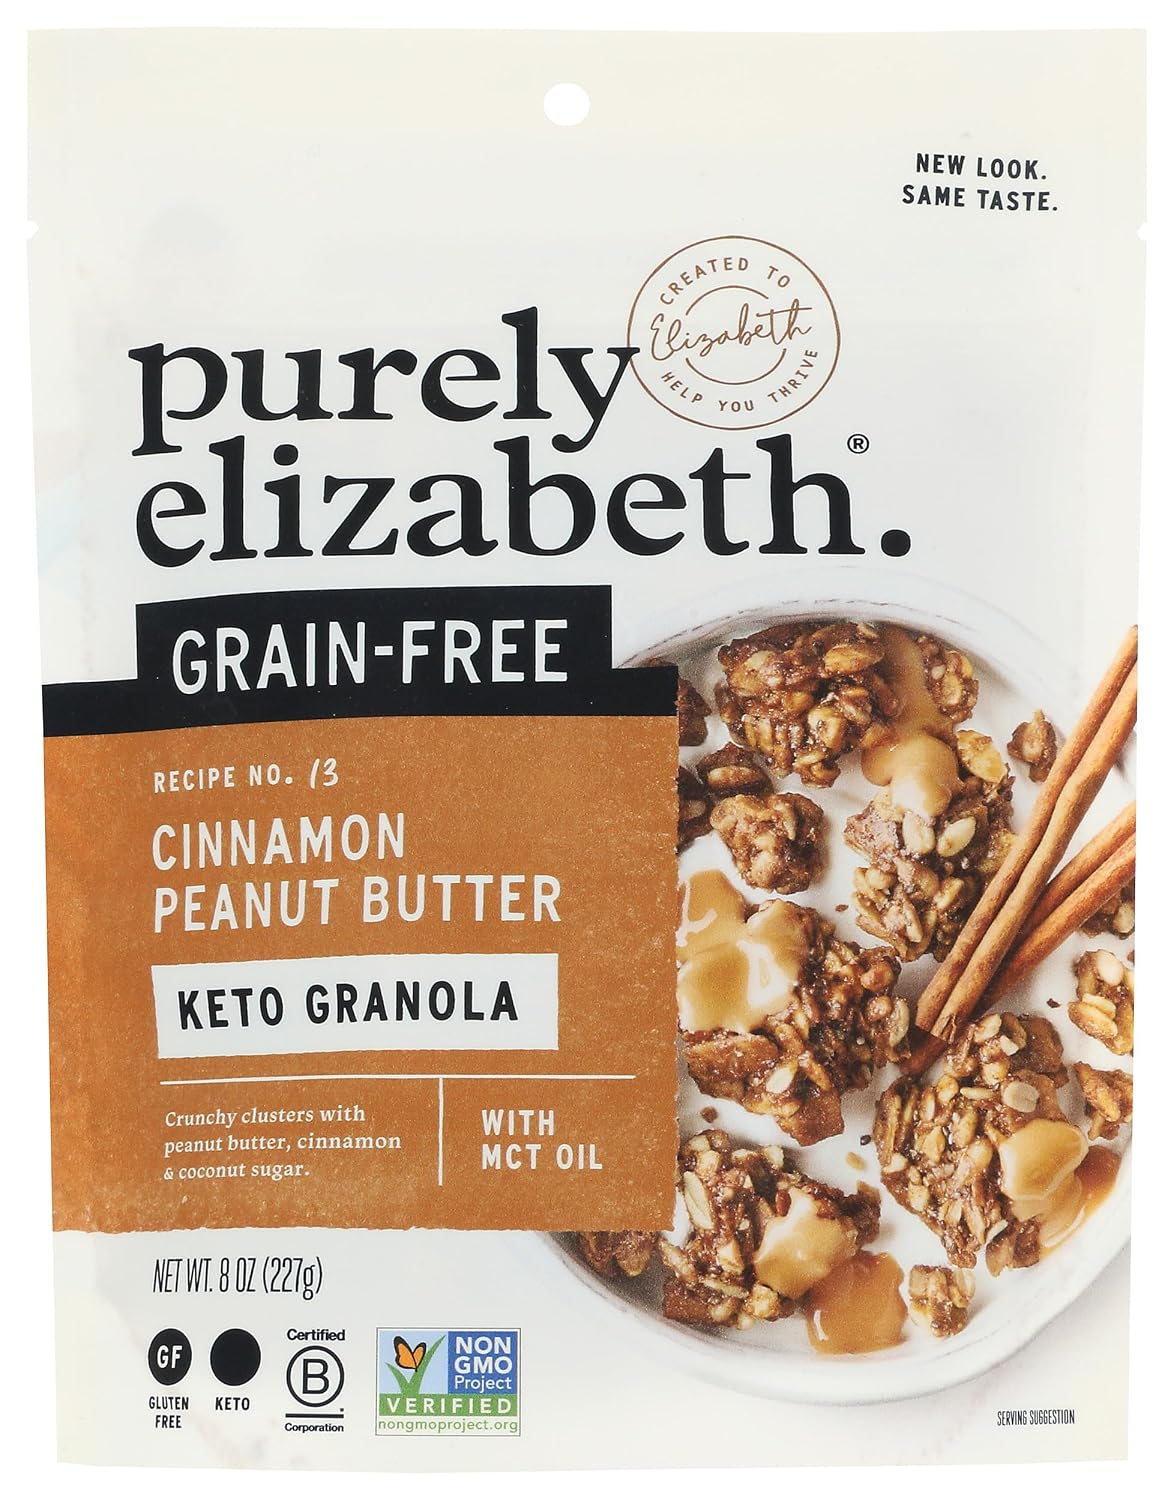 NEW LOOK.
SAME TASTE.
CREATED TO
Elizabeth
HELP YOU THRIVE
purely
elizabeth.®
GRAIN-FREE
RECIPE NO. 13
CINNAMON
PEANUT BUTTER
KETO GRANOLA
Crunchy clusters with
peanut butter, cinnamon
& coconut sugar.
WITH
MCT OIL
NET WT. 8 OZ (227g)
GF
GLUTEN
FREE
KETO
Certified
B
Corporation
NON
GMO
Project
VERIFIED
nongmoproject.org
SERVING SUGGESTION